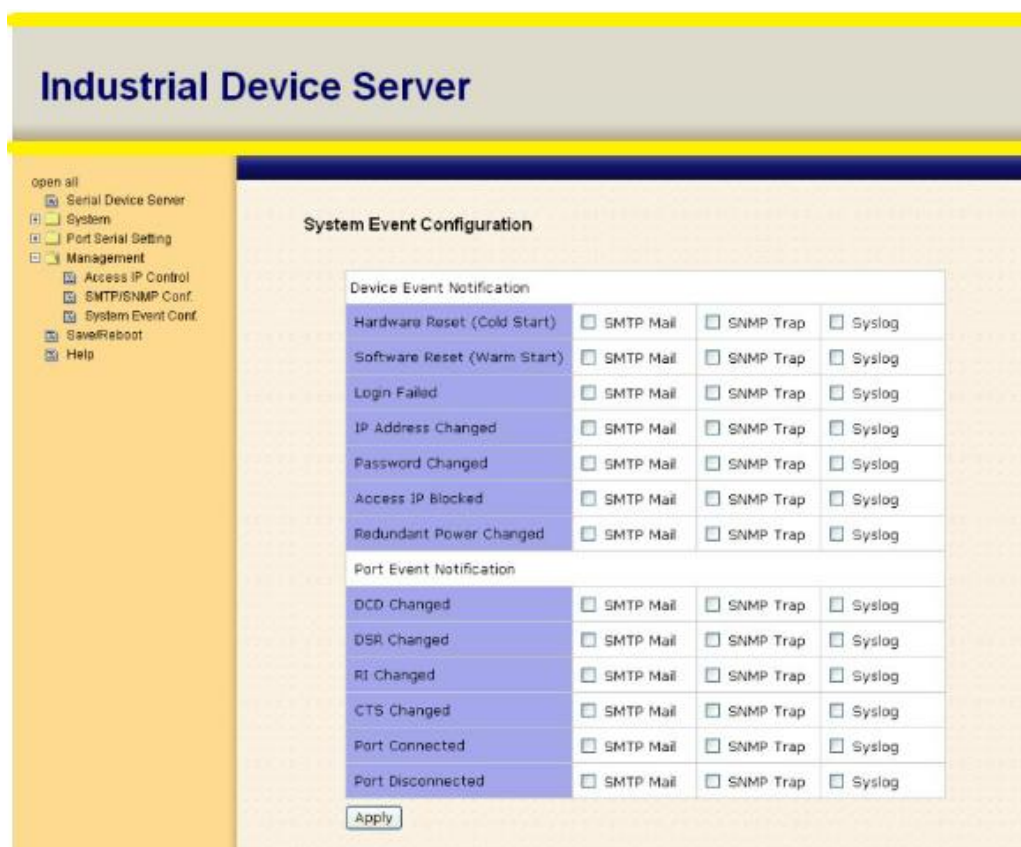 Industrial Device Server
open all
Serial Device Server
System
Port Serial Setting
Management
Access IP Control
SMTP/SNMP Conf.
System Event Conf.
Save/Reboot
Help
System Event Configuration
Device Event Notification
Hardware Reset (Cold Start) SMTP Mail SNMP Trap Syslog
Software Reset (Warm Start) SMTP Mail SNMP Trap Syslog
Login Failed SMTP Mail SNMP Trap Syslog
IP Address Changed SMTP Mail SNMP Trap Syslog
Password Changed SMTP Mail SNMP Trap Syslog
Access IP Blocked SMTP Mail SNMP Trap Syslog
Redundant Power Changed SMTP Mail SNMP Trap Syslog
Port Event Notification
DCD Changed SMTP Mail SNMP Trap Syslog
DSR Changed SMTP Mail SNMP Trap Syslog
RI Changed SMTP Mail SNMP Trap Syslog
CTS Changed SMTP Mail SNMP Trap Syslog
Port Connected SMTP Mail SNMP Trap Syslog
Port Disconnected SMTP Mail SNMP Trap Syslog
Apply